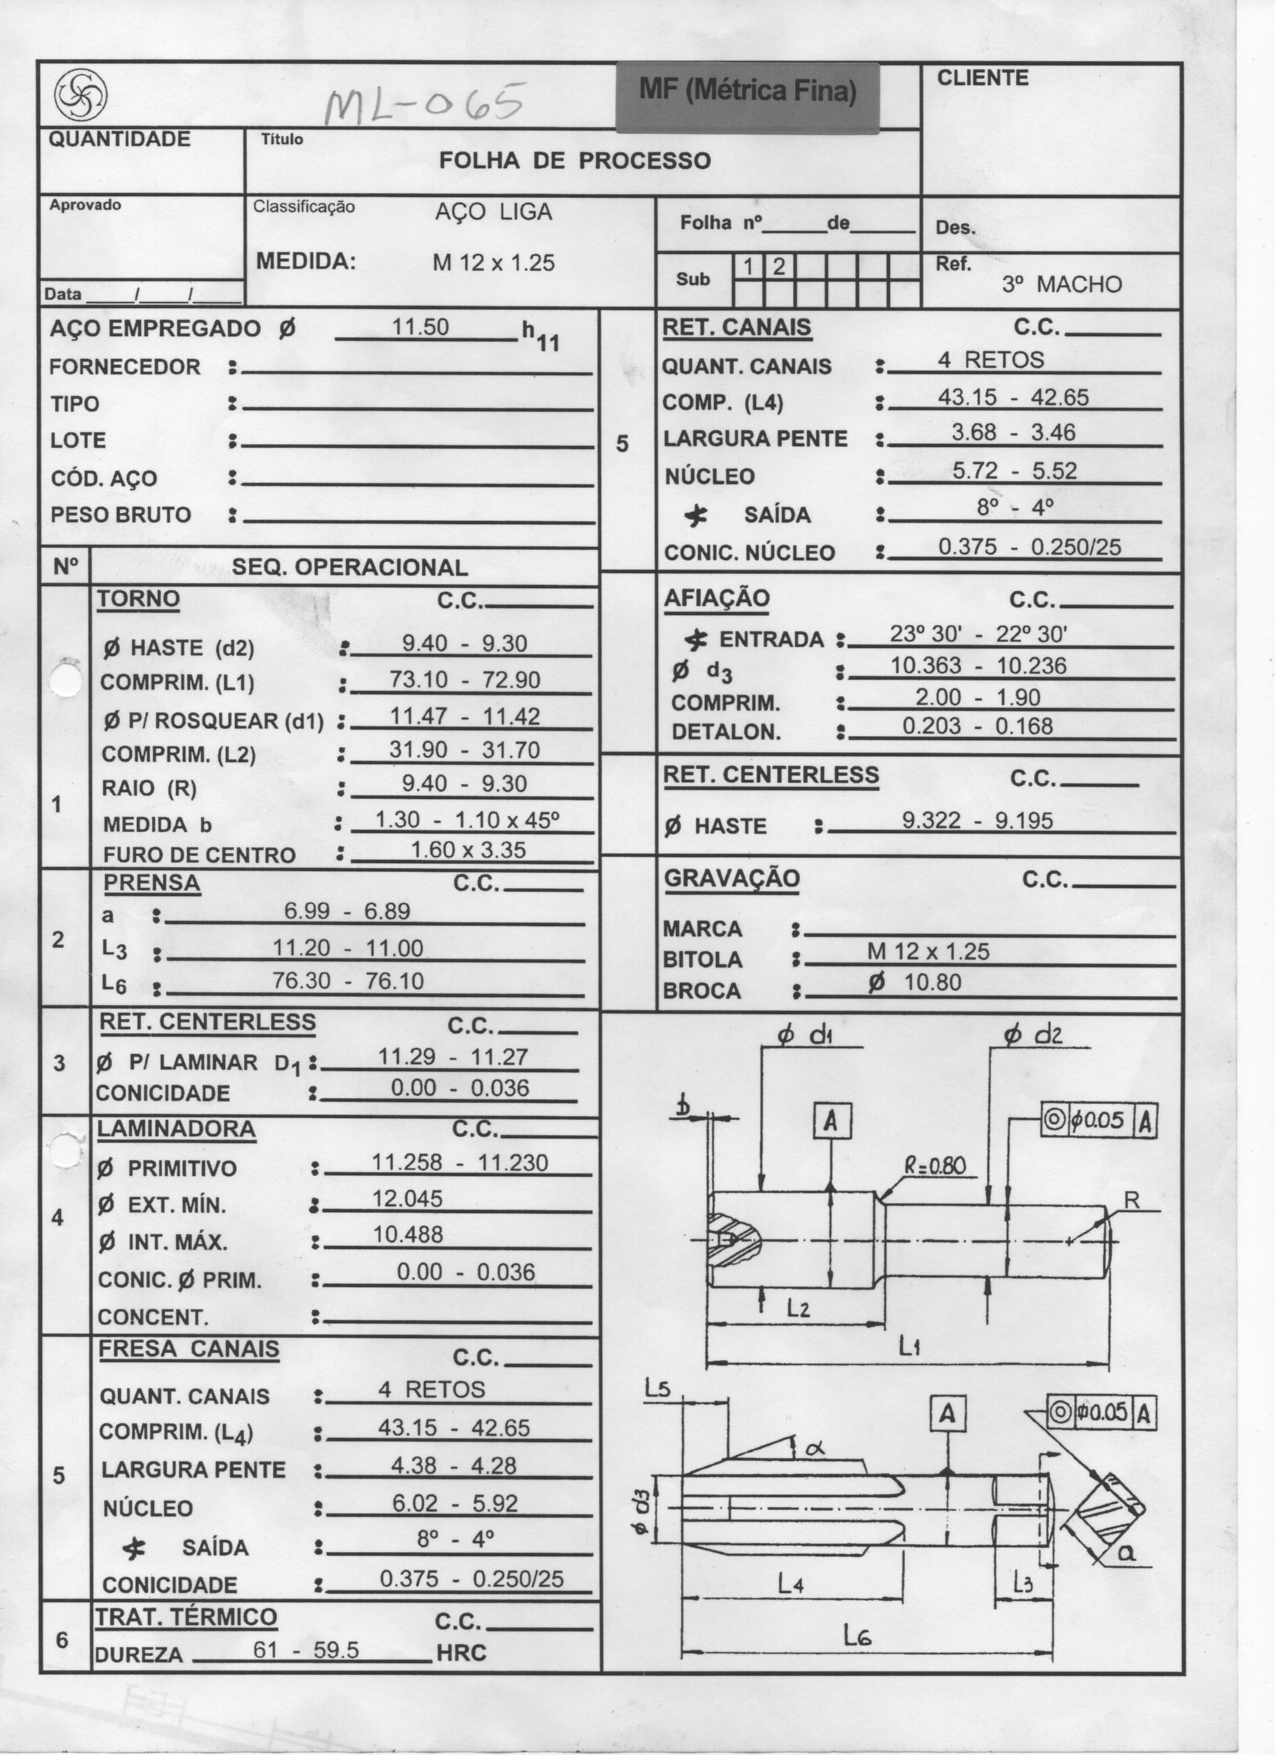 ML-065
MF (Métrica Fina)
CLIENTE
QUANTIDADE
Título
FOLHA DE PROCESSO
Aprovado
Data ____/____/____
Classificação
AÇO LIGA
MEDIDA: M 12 x 1.25
Folha nº______de______
Sub 1 2
Des.
Ref.
3º MACHO
AÇO EMPREGADO Ø 11.50 h11
FORNECEDOR :
TIPO :
LOTE :
CÓD. AÇO :
PESO BRUTO :
Nº SEQ. OPERACIONAL
1
TORNO C.C.
Ø HASTE (d2) : 9.40 - 9.30
COMPRIM. (L1) : 73.10 - 72.90
Ø P/ ROSQUEAR (d1) : 11.47 - 11.42
COMPRIM. (L2) : 31.90 - 31.70
RAIO (R) : 9.40 - 9.30
MEDIDA b : 1.30 - 1.10 x 45º
FURO DE CENTRO : 1.60 x 3.35
2
PRENSA C.C.
a : 6.99 - 6.89
L3 : 11.20 - 11.00
L6 : 76.30 - 76.10
3
RET. CENTERLESS C.C.
Ø P/ LAMINAR D1 : 11.29 - 11.27
CONICIDADE : 0.00 - 0.036
4
LAMINADORA C.C.
Ø PRIMITIVO : 11.258 - 11.230
Ø EXT. MÍN. : 12.045
Ø INT. MÁX. : 10.488
CONIC. Ø PRIM. : 0.00 - 0.036
CONCENT. :
5
FRESA CANAIS C.C.
QUANT. CANAIS : 4 RETOS
COMPRIM. (L4) : 43.15 - 42.65
LARGURA PENTE : 4.38 - 4.28
NÚCLEO : 6.02 - 5.92
SAÍDA : 8º - 4º
CONICIDADE : 0.375 - 0.250/25
6
TRAT. TÉRMICO C.C.
DUREZA 61 - 59.5 HRC
5
RET. CANAIS C.C.
QUANT. CANAIS : 4 RETOS
COMP. (L4) : 43.15 - 42.65
LARGURA PENTE : 3.68 - 3.46
NÚCLEO : 5.72 - 5.52
SAÍDA : 8º - 4º
CONIC. NÚCLEO : 0.375 - 0.250/25
AFIAÇÃO C.C.
ENTRADA : 23º 30' - 22º 30'
Ø d3 : 10.363 - 10.236
COMPRIM. : 2.00 - 1.90
DETALON. : 0.203 - 0.168
RET. CENTERLESS C.C.
Ø HASTE : 9.322 - 9.195
GRAVAÇÃO C.C.
MARCA :
BITOLA : M 12 x 1.25
BROCA : Ø 10.80
Ø d1 Ø d2
b A ◎ Ø0.05 A
R=0.80
R
L2
L1
L5
A ◎ Ø0.05 A
α
Ø d3
a
L4 L3
L6